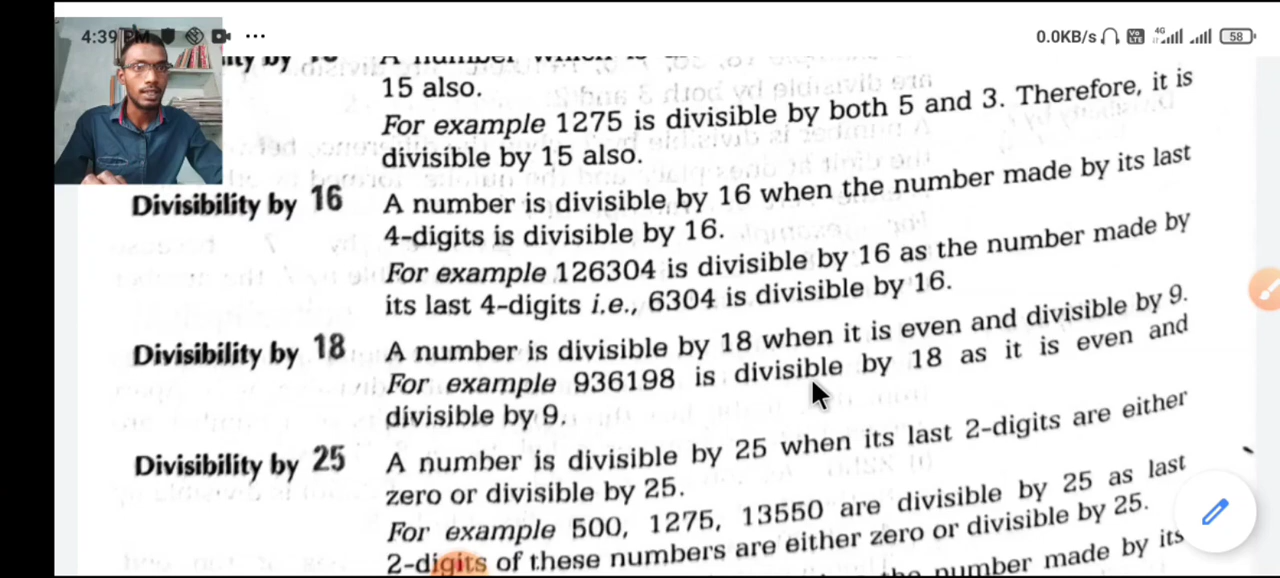 4:39 PM
0.0KB/s
4G
58
15 also.
For example 1275 is divisible by both 5 and 3. Therefore, it is
divisible by 15 also.
Divisibility by 16 A number is divisible by 16 when the number made by its last
4-digits is divisible by 16.
For example 126304 is divisible by 16 as the number made by
its last 4-digits i.e., 6304 is divisible by 16.
Divisibility by 18 A number is divisible by 18 when it is even and divisible by 9.
For example 936198 is divisible by 18 as it is even and
divisible by 9.
Divisibility by 25 A number is divisible by 25 when its last 2-digits are either
zero or divisible by 25.
For example 500, 1275, 13550 are divisible by 25 as last
2-digits of these numbers are either zero or divisible by 25.
number made by its